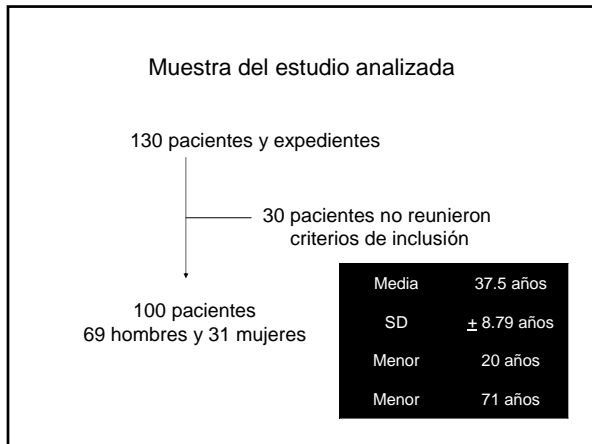 Muestra del estudio analizada
130 pacientes y expedientes
30 pacientes no reunieron
criterios de inclusión
100 pacientes
69 hombres y 31 mujeres
Media 37.5 años
SD ± 8.79 años
Menor 20 años
Menor 71 años